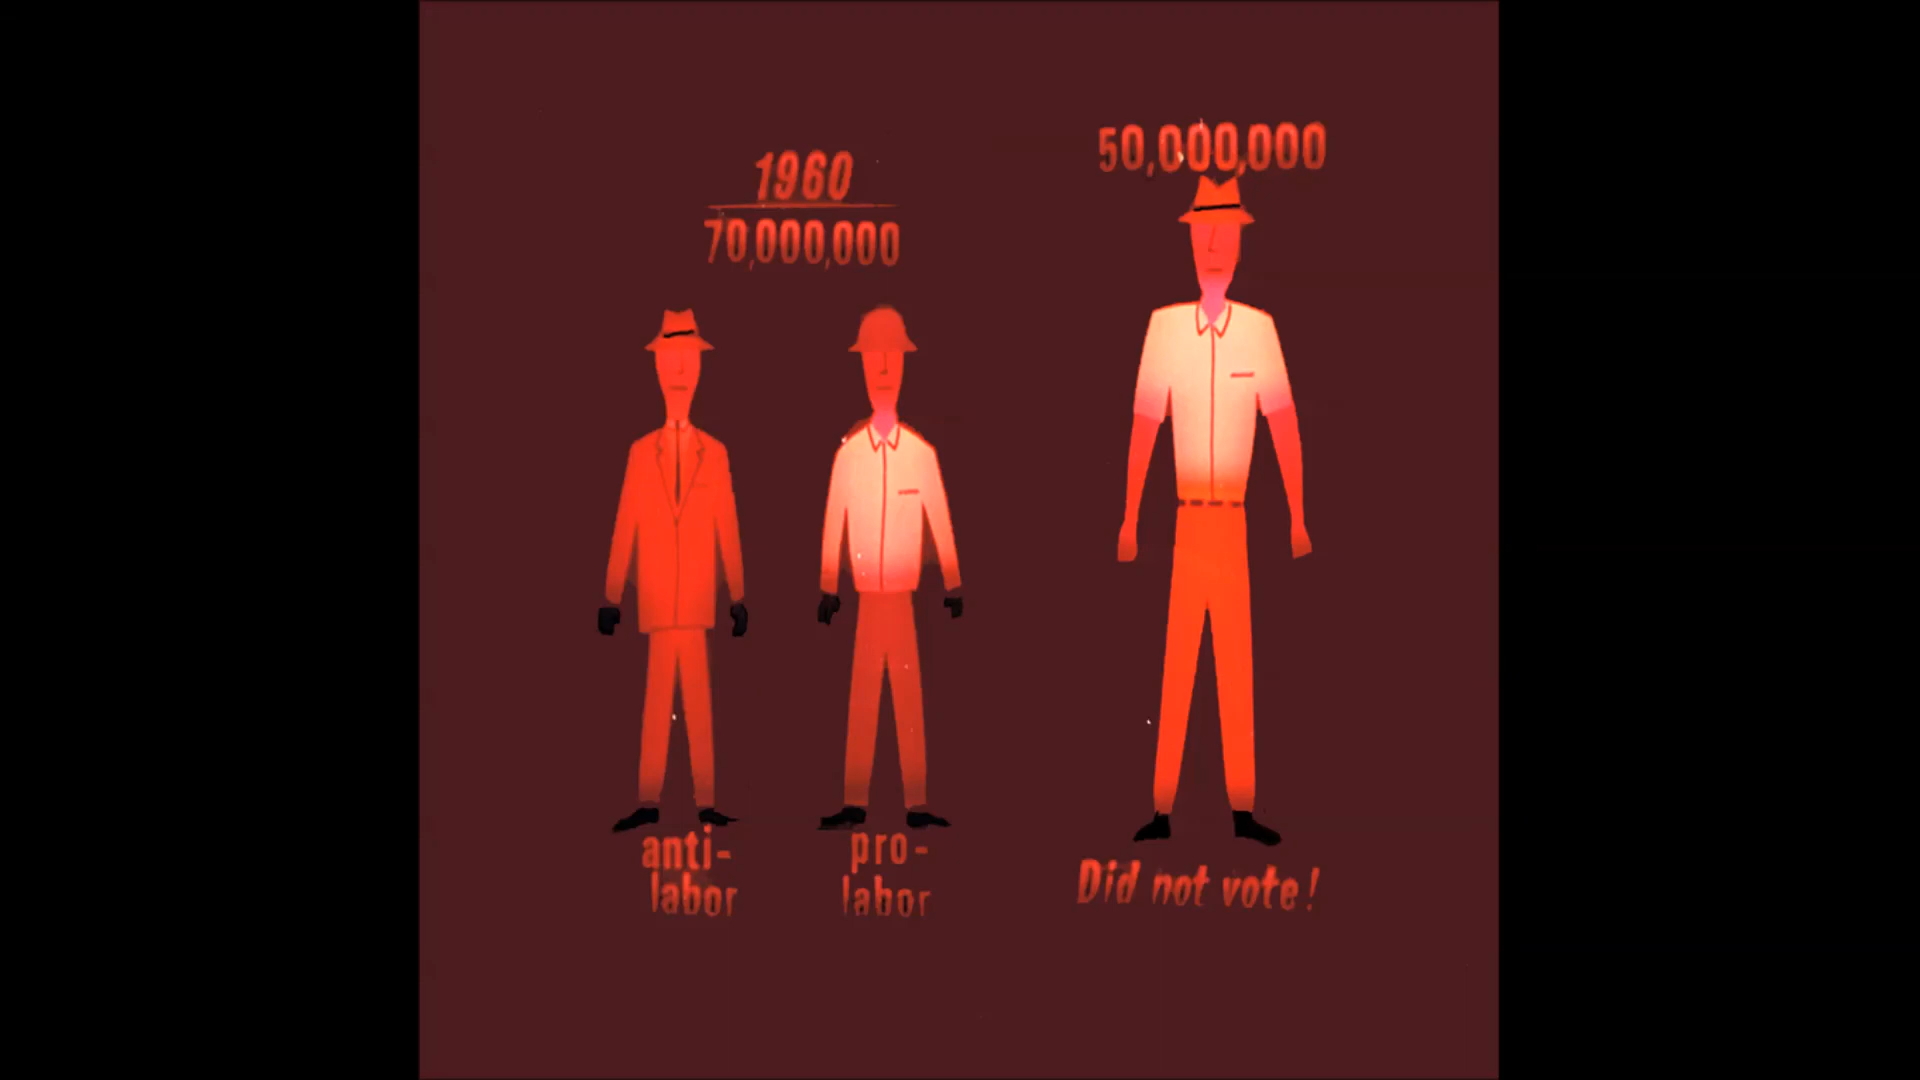 1960
70,000,000
50,000,000
anti-
labor
pro-
labor
Did not vote!